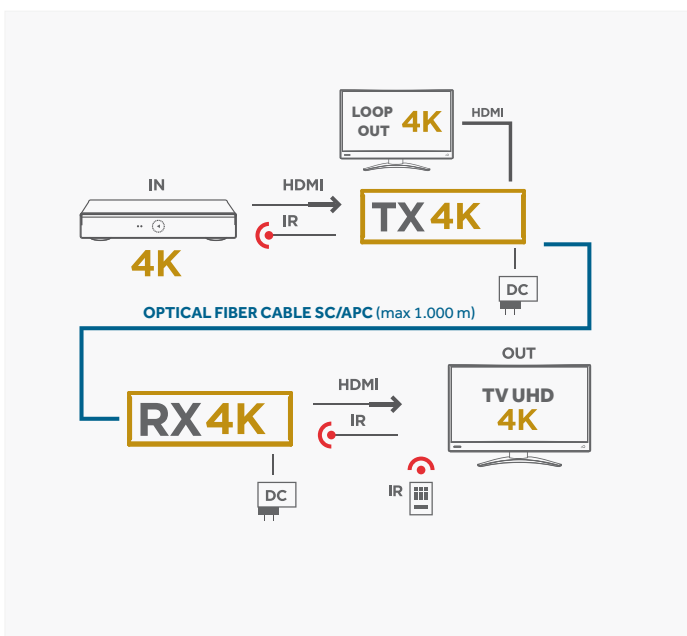 LOOP
OUT 4K
HDMI
IN
HDMI
IR
TX 4K
4K
DC
OPTICAL FIBER CABLE SC/APC (max 1.000 m)
OUT
HDMI
TV UHD
4K
RX 4K
IR
DC
IR